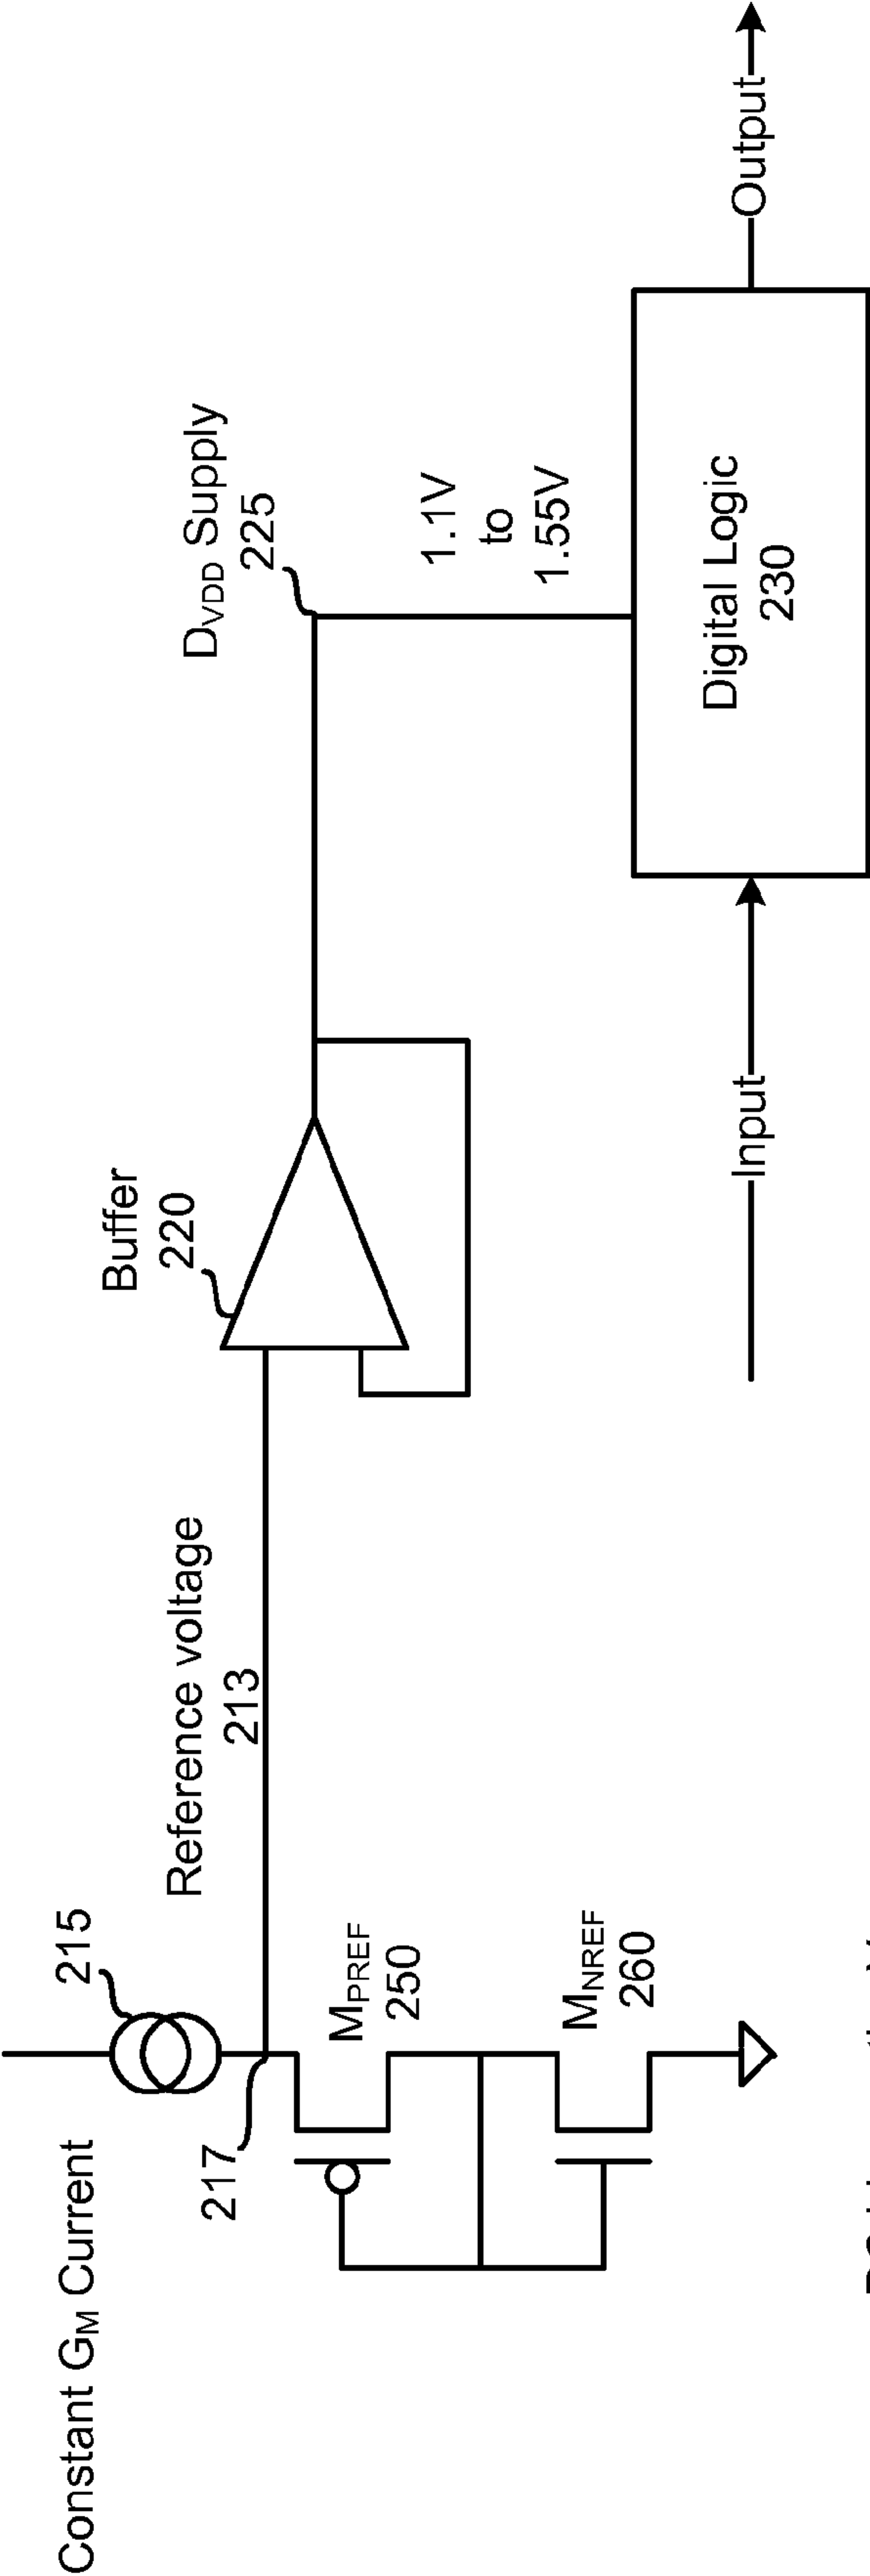 Constant GM Current
215
217
Reference voltage
213
MPREF
250
MNREF
260
Buffer
220
DVDD Supply
225
1.1V
to
1.55V
Digital Logic
230
Input
Output